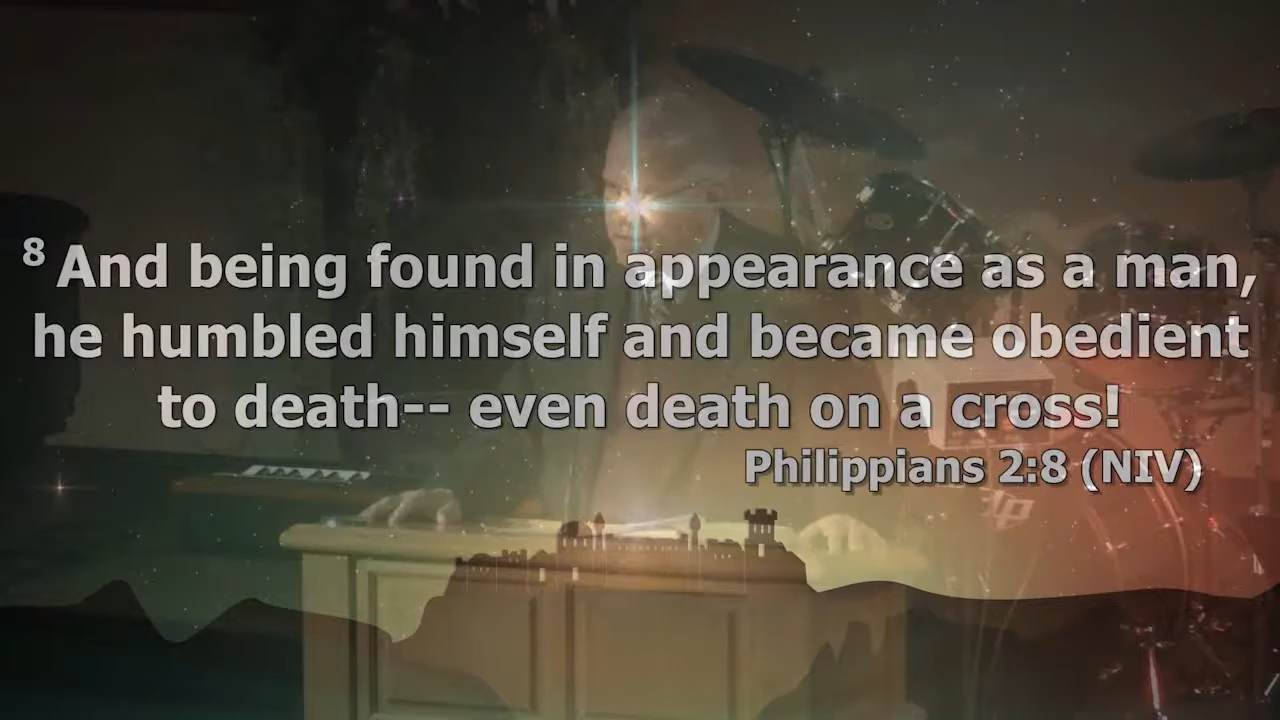 8 And being found in appearance as a man,
he humbled himself and became obedient
to death-- even death on a cross!
Philippians 2:8 (NIV)